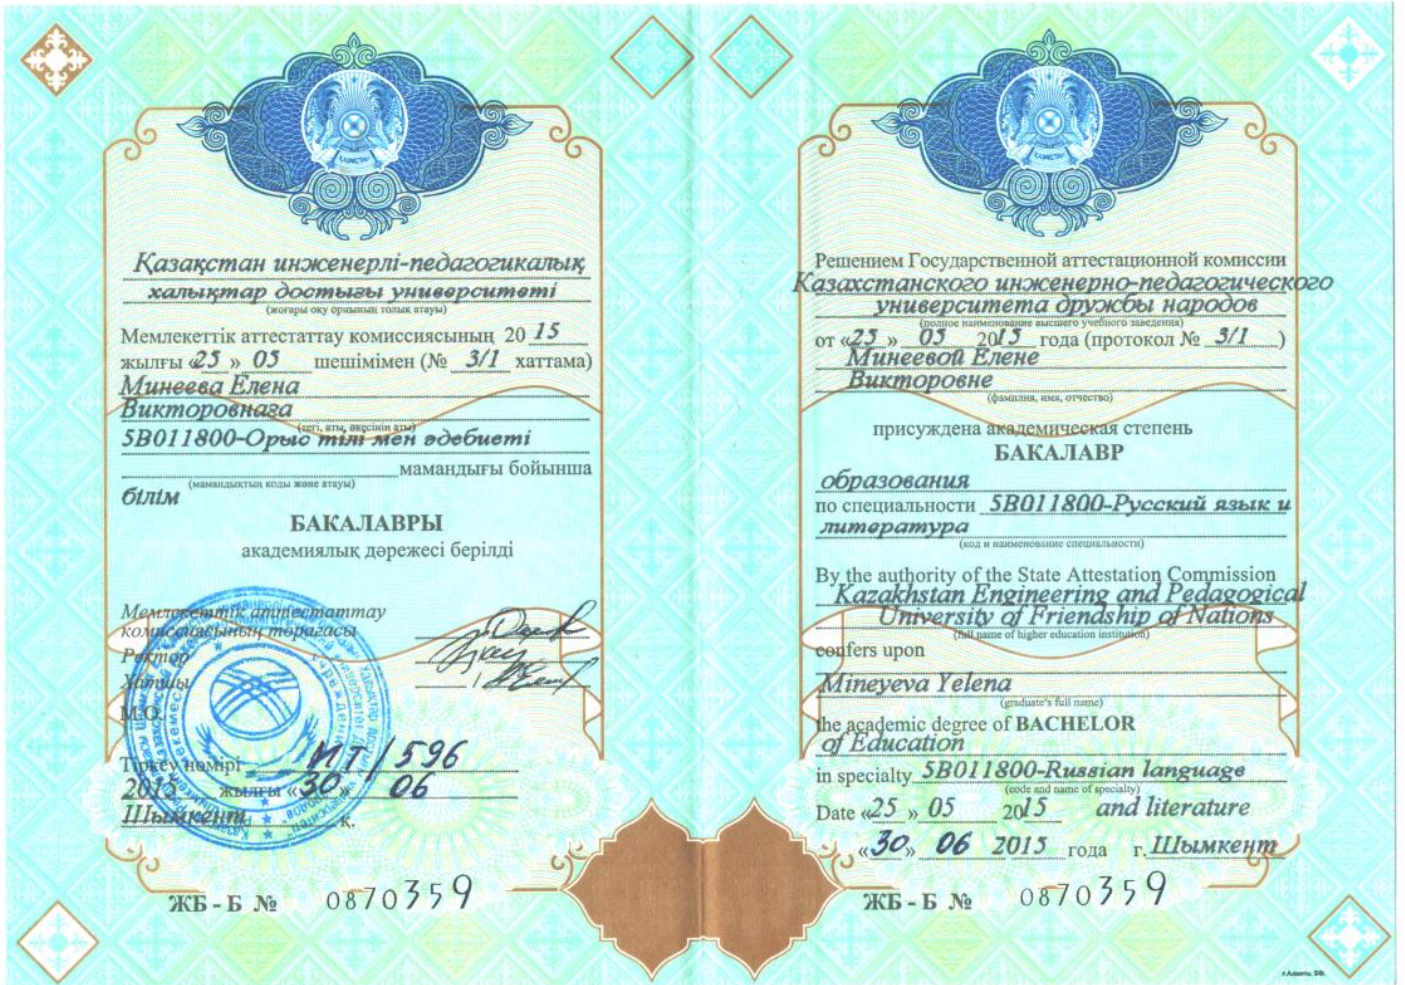 Қазақстан инженерлі-педагогикалық
халықтар достығы университеті
(жоғары оқу орнының толық атауы)
Мемлекеттік аттестаттау комиссиясының 20 15
жылғы «25» 05 шешімімен (№ 3/1 хаттама)
Минеева Елена
Викторовнаға
(тегі, аты, әкесінің аты)
5В011800-Орыс тілі мен әдебиеті
мамандығы бойынша
(мамандықтың коды және атауы)
білім
БАКАЛАВРЫ
академиялық дәрежесі берілді
Мемлекеттік аттестаттау
комиссиясының төрағасы
Ректор
Хатшы
М.О.
Тіркеу нөмірі ИТ/596
2015 жылғы «30» 06
Шымкент қ.
ЖБ - Б № 0870359
Решением Государственной аттестационной комиссии
Казахстанского инженерно-педагогического
университета дружбы народов
(полное наименование высшего учебного заведения)
от «25» 05 2015 года (протокол № 3/1 )
Минеевой Елене
Викторовне
(фамилия, имя, отчество)
присуждена академическая степень
БАКАЛАВР
образования
по специальности 5В011800-Русский язык и
литература
(код и наименование специальности)
By the authority of the State Attestation Commission
Kazakhstan Engineering and Pedagogical
University of Friendship of Nations
(full name of higher education institution)
confers upon
Mineyeva Yelena
(graduate's full name)
the academic degree of BACHELOR
of Education
in specialty 5B011800-Russian language
(code and name of specialty)
Date «25» 05 2015 and literature
«30» 06 2015 года г. Шымкент
ЖБ - Б № 0870359